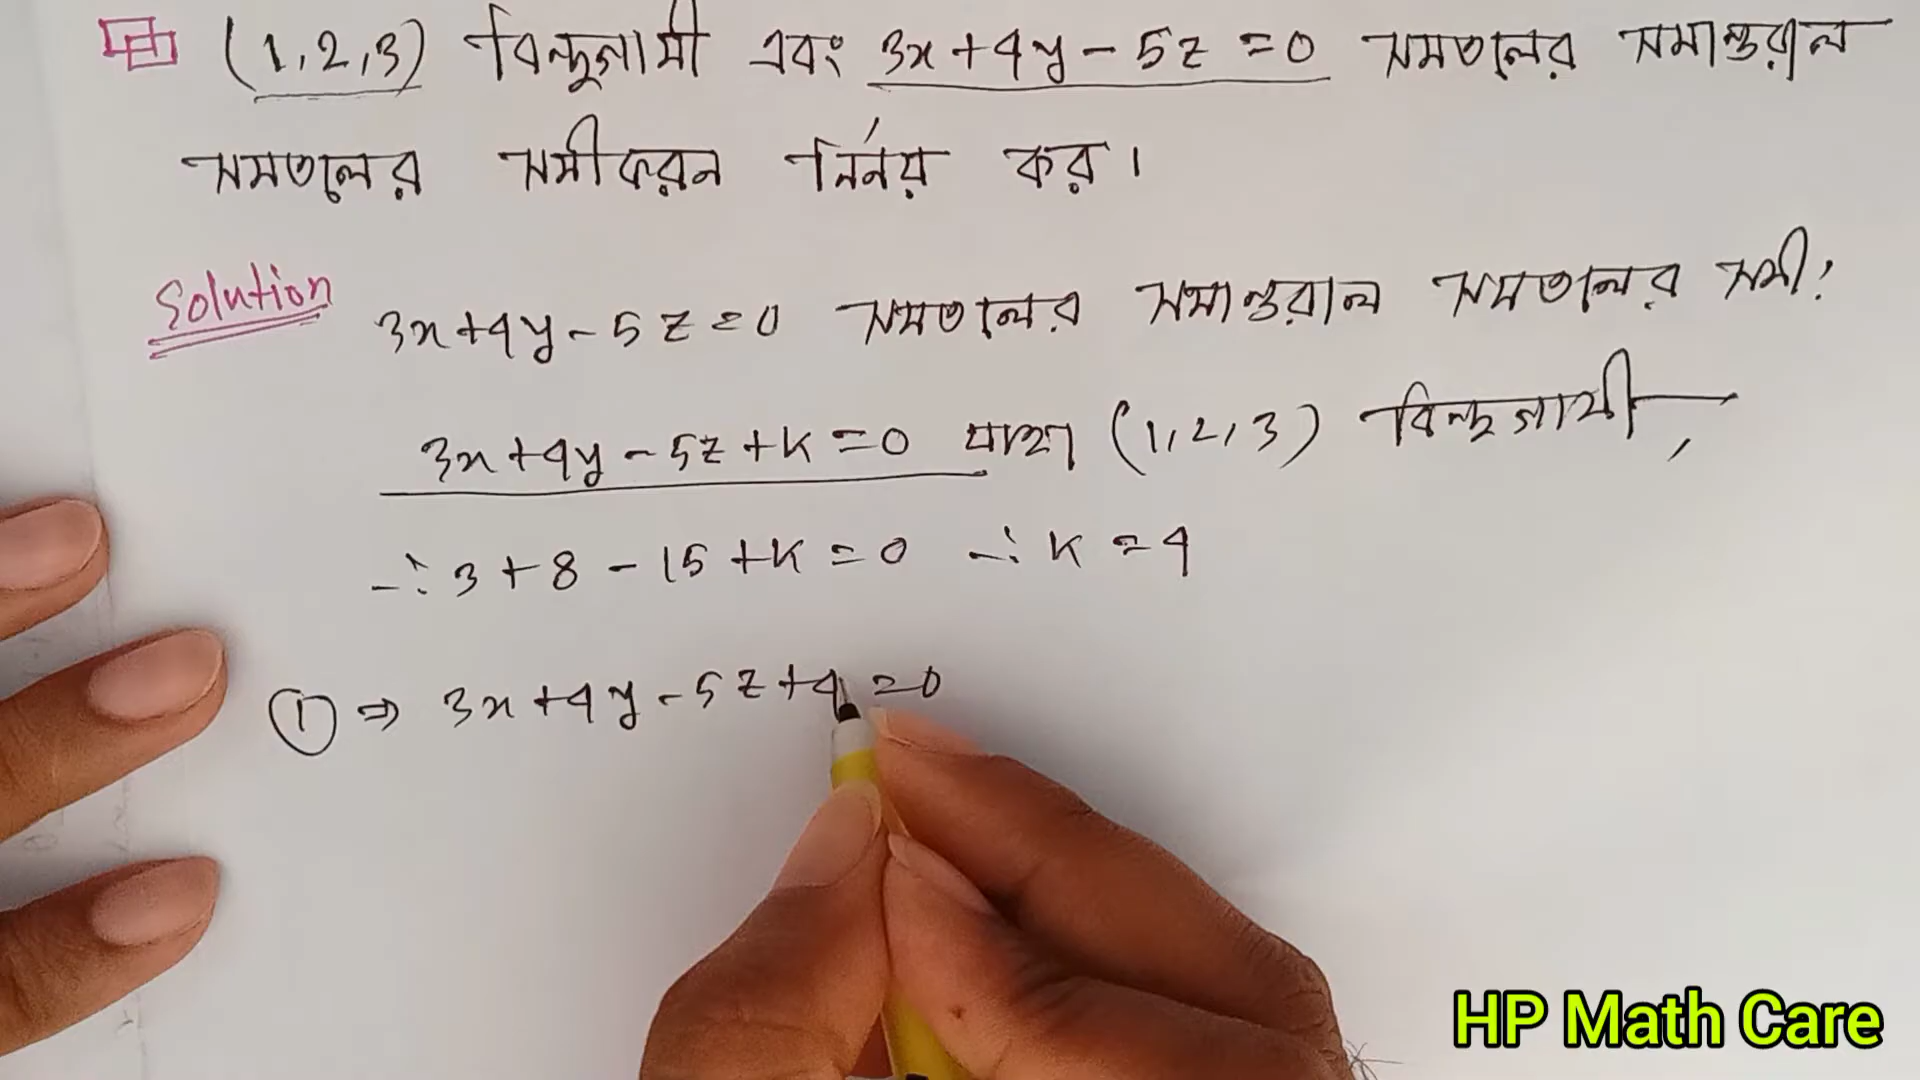 (1,2,3) বিন্দুগামী এবং 3x+4y-5z=0 সমতলের সমান্তরাল
সমতলের সমীকরন নির্নয় কর।
Solution
3x+4y-5z=0 সমতলের সমান্তরাল সমতলের সমী:
3x+4y-5z+k=0 যাহা (1,2,3) বিন্দুগামী,
∴ 3+8-15+k=0 ∴ k=4
① ⇒ 3x+4y-5z+4=0
HP Math Care